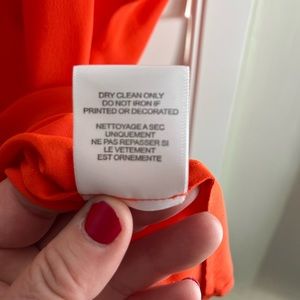 DRY CLEAN ONLY
DO NOT IRON IF
PRINTED OR DECORATED
NETTOYAGE A SEC
UNIQUEMENT
NE PAS REPASSER SI
LE VETEMENT
EST ORNEMENTE